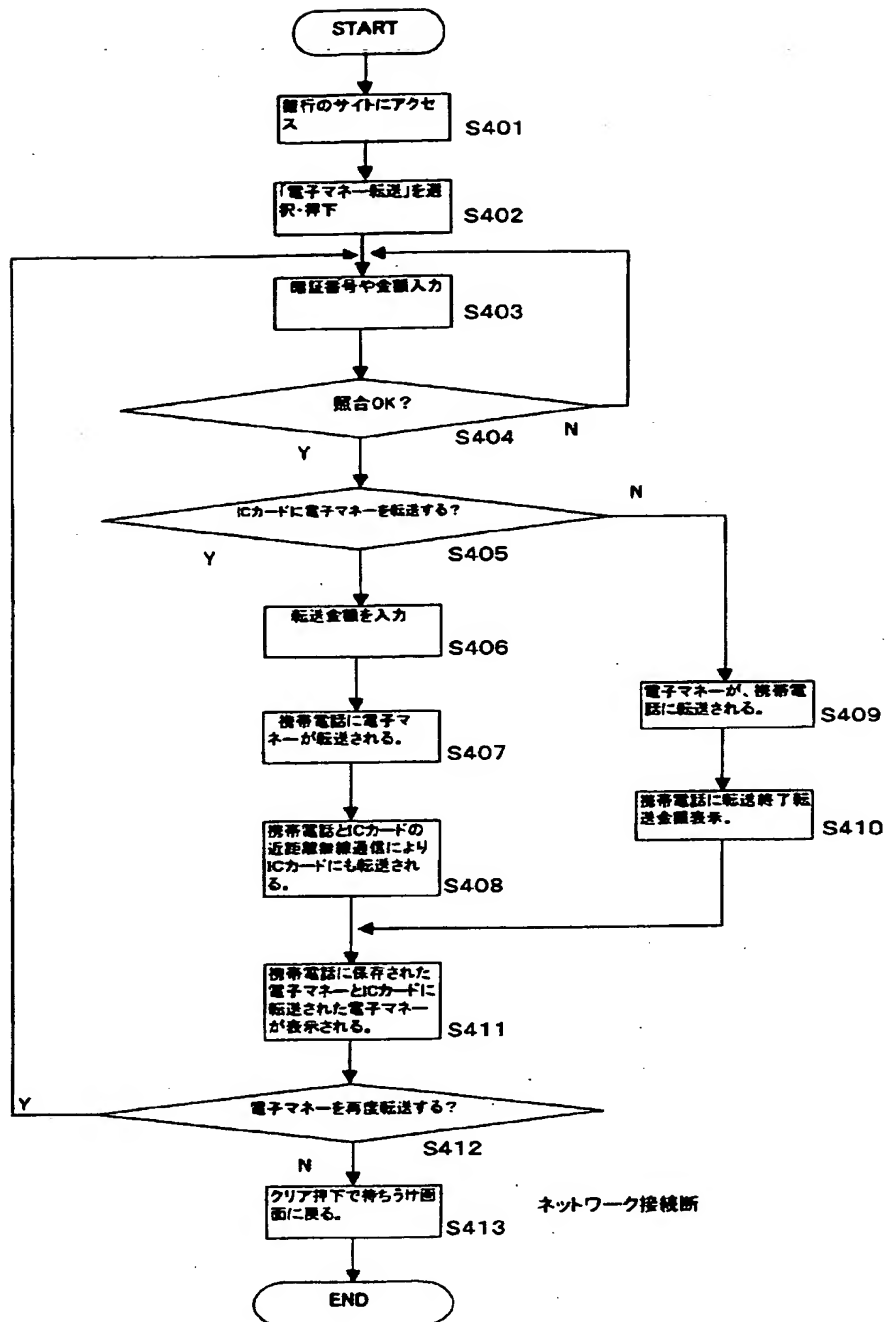 START
銀行のサイトにアクセ
ス
S401
「電子マネー転送」を選
択・押下
S402
暗証番号や金額入力
S403
照合OK？
S404
N
Y
ICカードに電子マネーを転送する？
N
S405
Y
転送金額を入力
S406
携帯電話に電子マ
ネーが転送される。
S407
電子マネーが、携帯電
話に転送される。
S409
携帯電話とICカードの
近距離無線通信により
ICカードにも転送され
る。
S408
携帯電話に転送終了転
送金額表示。
S410
携帯電話に保存された
電子マネーとICカードに
転送された電子マネー
が表示される。
S411
Y
電子マネーを再度転送する？
S412
N
クリア押下で待ちうけ画
面に戻る。
S413
ネットワーク接続断
END